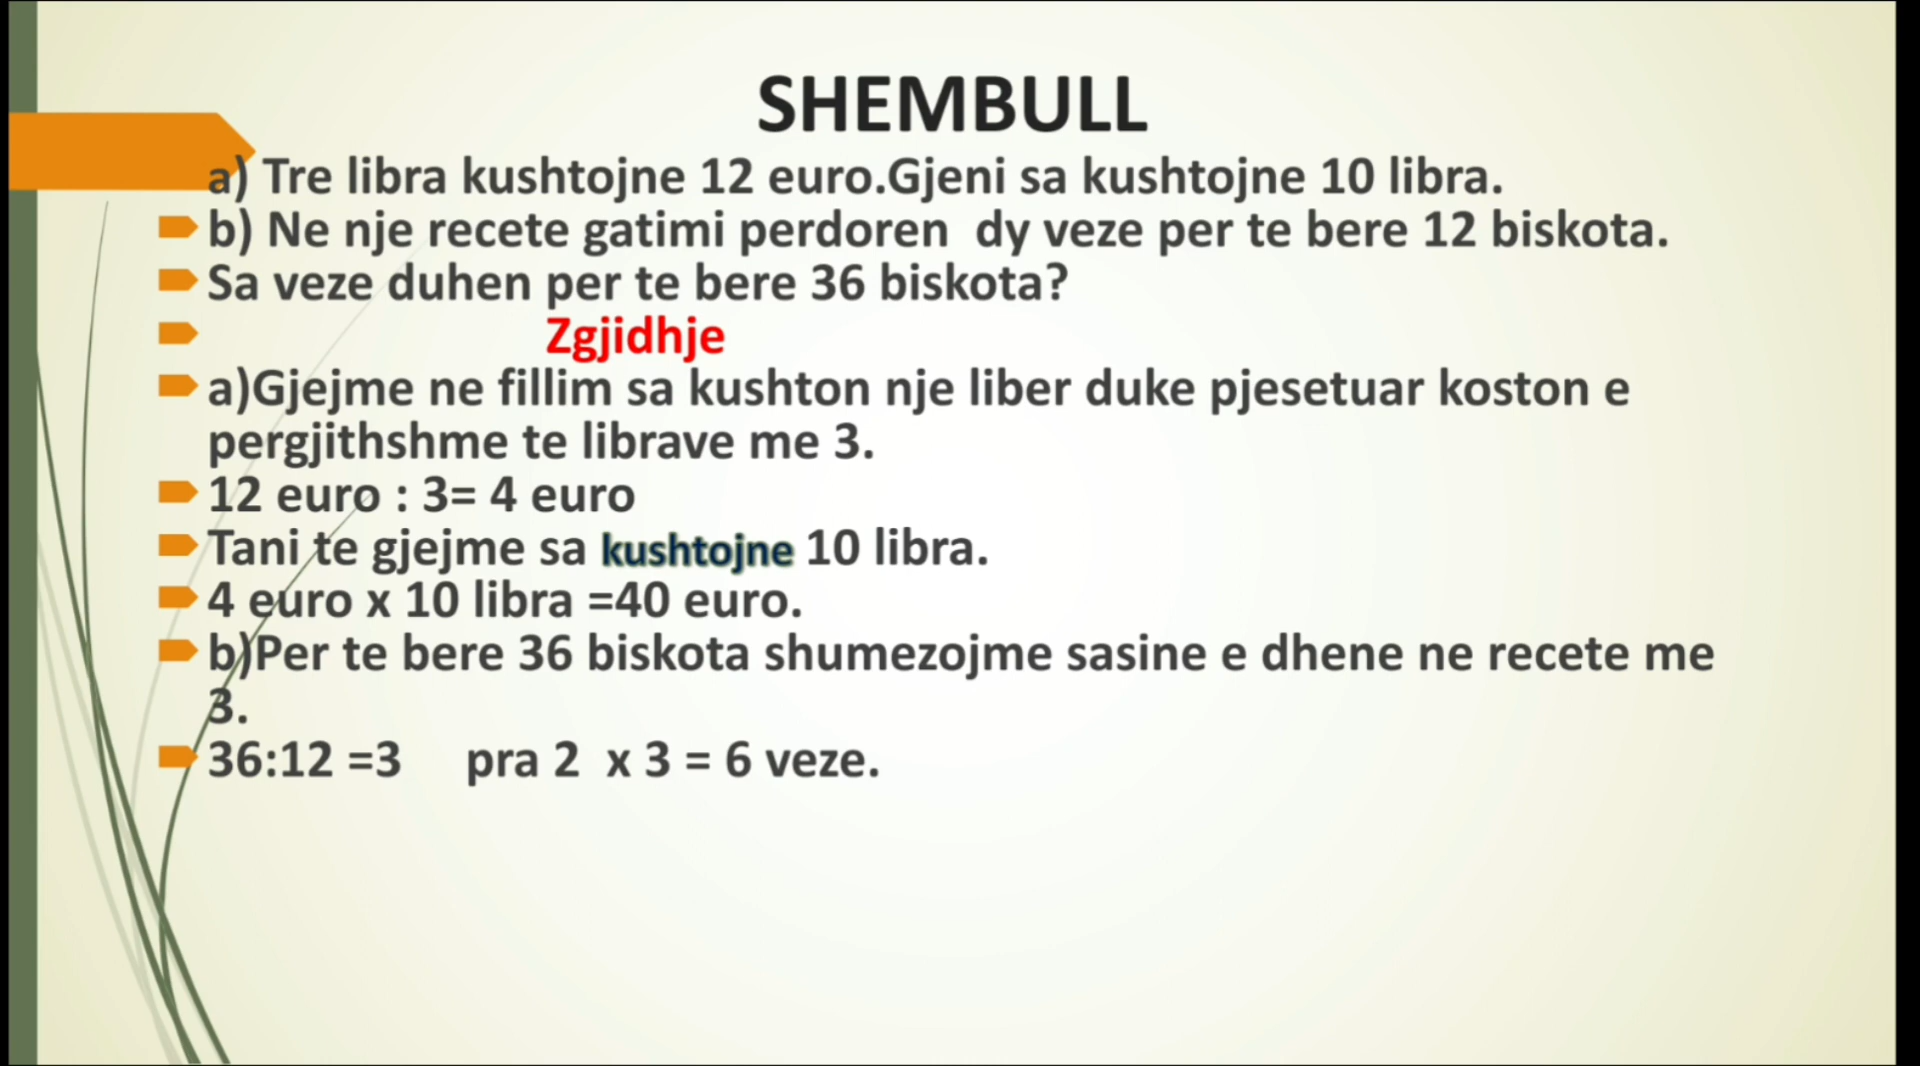 SHEMBULL
a) Tre libra kushtojne 12 euro.Gjeni sa kushtojne 10 libra.
b) Ne nje recete gatimi perdoren  dy veze per te bere 12 biskota.
Sa veze duhen per te bere 36 biskota?
Zgjidhje
a)Gjejme ne fillim sa kushton nje liber duke pjesetuar koston e
pergjithshme te librave me 3.
12 euro : 3= 4 euro
Tani te gjejme sa kushtojne 10 libra.
4 euro x 10 libra =40 euro.
b)Per te bere 36 biskota shumezojme sasine e dhene ne recete me
3.
36:12 =3     pra 2  x 3 = 6 veze.